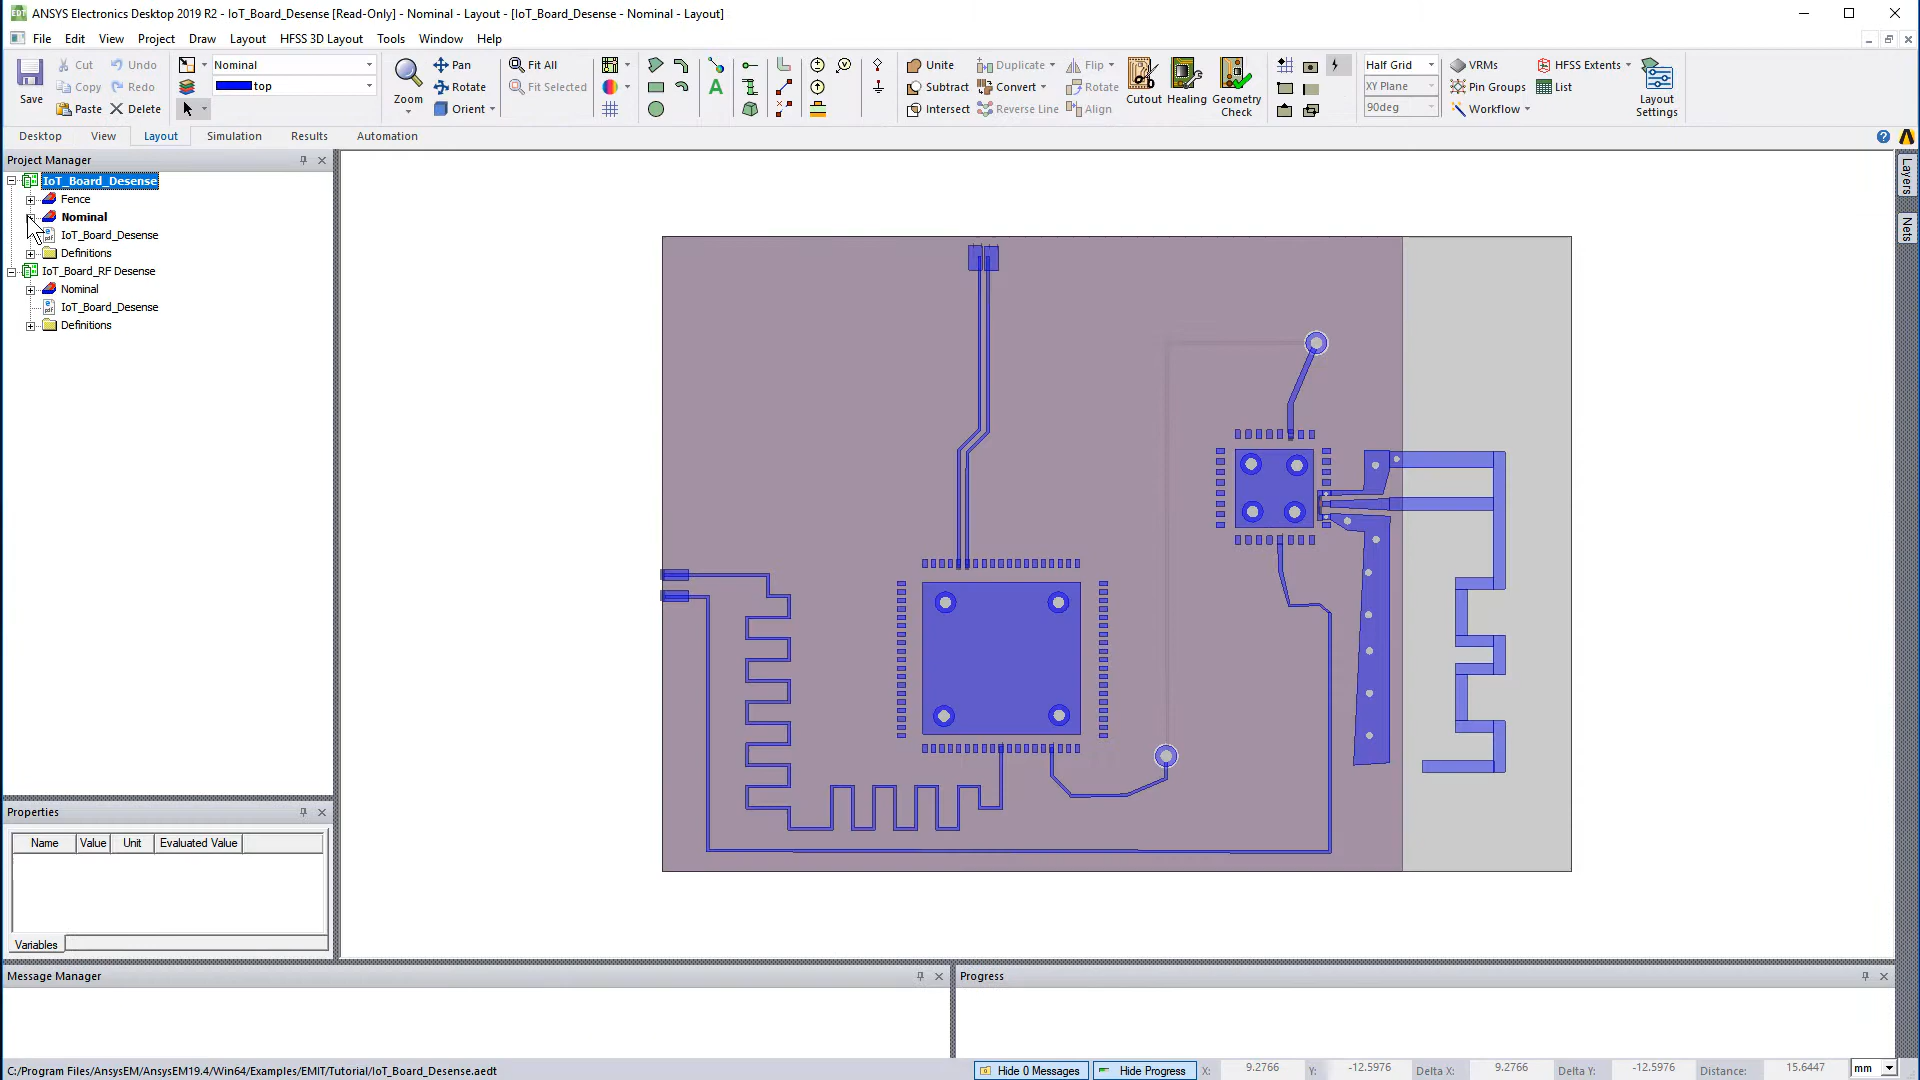 ANSYS Electronics Desktop 2019 R2 - IoT_Board_Desense [Read-Only] - Nominal - Layout - [IoT_Board_Desense - Nominal - Layout]
File Edit View Project Draw Layout HFSS 3D Layout Tools Window Help
Save
Cut
Copy
Paste
Undo
Redo
Delete
Nominal
top
Zoom
Pan
Rotate
Orient
Fit All
Fit Selected
Unite
Subtract
Intersect
Duplicate
Convert
Reverse Line
Flip
Rotate
Align
Cutout
Healing
Geometry
Check
Half Grid
XY Plane
90deg
VRMs
Pin Groups
Workflow
HFSS Extents
List
Layout
Settings
Desktop View Layout Simulation Results Automation
Project Manager
IoT_Board_Desense
Fence
Nominal
IoT_Board_Desense
Definitions
IoT_Board_RF Desense
Nominal
IoT_Board_Desense
Definitions
Layers
Nets
Properties
Name Value Unit Evaluated Value
Variables
Message Manager
Progress
C:/Program Files/AnsysEM/AnsysEM19.4/Win64/Examples/EMIT/Tutorial/IoT_Board_Desense.aedt
Hide 0 Messages Hide Progress X: 9.2766 Y: -12.5976 Delta X: 9.2766 Delta Y: -12.5976 Distance: 15.6447 mm